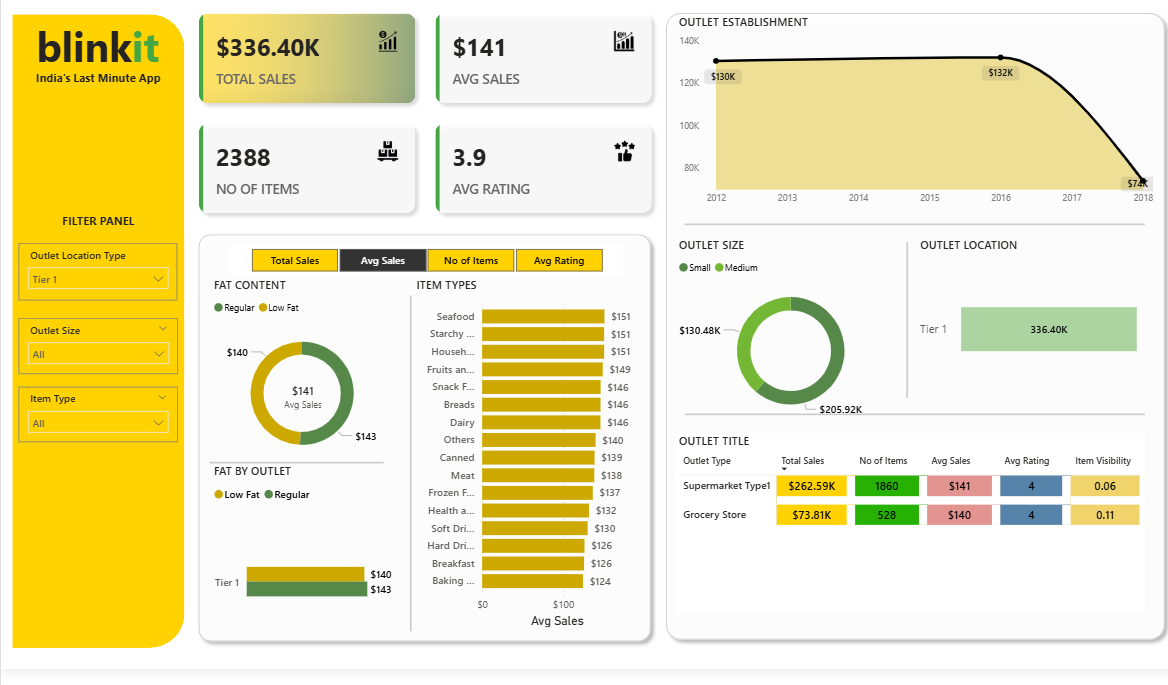 blinkit
India's Last Minute App
FILTER PANEL
Outlet Location Type
Tier 1
Outlet Size
All
Item Type
All
$336.40K
TOTAL SALES
$141
AVG SALES
2388
NO OF ITEMS
3.9
AVG RATING
Total Sales
Avg Sales
No of Items
Avg Rating
FAT CONTENT
Regular Low Fat
$140
$141
Avg Sales
$143
FAT BY OUTLET
Low Fat Regular
Tier 1
$140
$143
ITEM TYPES
Seafood $151
Starchy ... $151
Househ... $151
Fruits an... $149
Snack F... $146
Breads $146
Dairy $146
Others $140
Canned $139
Meat $138
Frozen F... $137
Health a... $132
Soft Dri... $130
Hard Dri... $126
Breakfast $126
Baking ... $124
$0 $100
Avg Sales
OUTLET ESTABLISHMENT
140K
120K
100K
80K
$130K
$132K
$74K
2012 2013 2014 2015 2016 2017 2018
OUTLET SIZE
Small Medium
$130.48K
$205.92K
OUTLET LOCATION
Tier 1 336.40K
OUTLET TITLE
Outlet Type Total Sales No of Items Avg Sales Avg Rating Item Visibility
Supermarket Type1 $262.59K 1860 $141 4 0.06
Grocery Store $73.81K 528 $140 4 0.11